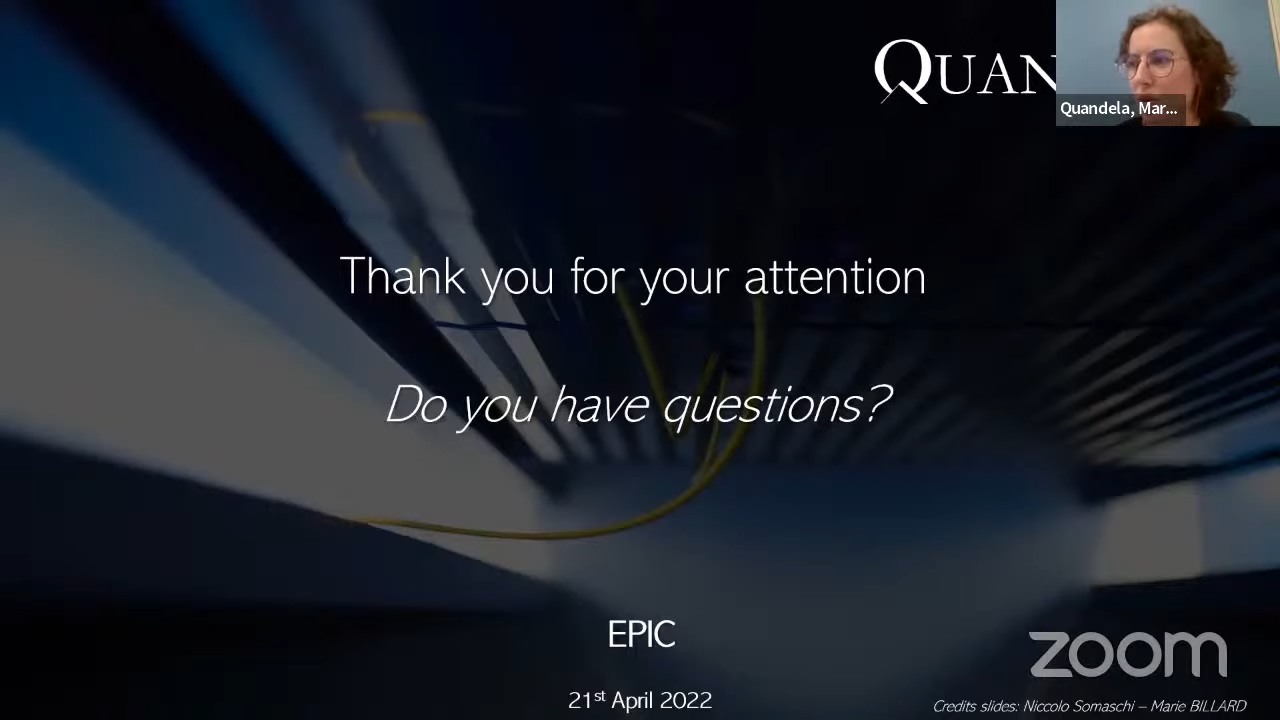 QUAN
Quandela, Mar...
Thank you for your attention
Do you have questions?
EPIC
zoom
21st April 2022
Credits slides: Niccolo Somaschi – Marie BILLARD